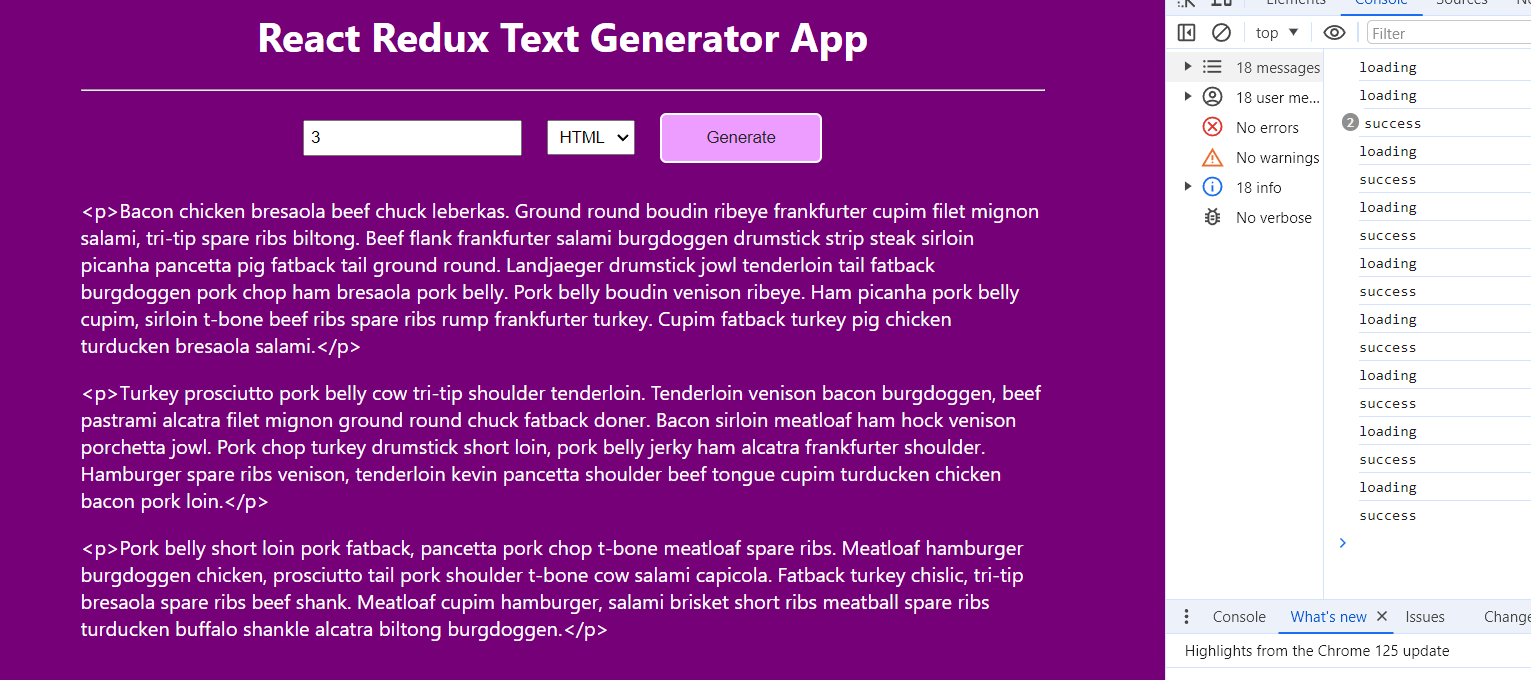 React Redux Text Generator App
3
HTML
Generate
<p>Bacon chicken bresaola beef chuck leberkas. Ground round boudin ribeye frankfurter cupim filet mignon
salami, tri-tip spare ribs biltong. Beef flank frankfurter salami burgdoggen drumstick strip steak sirloin
picanha pancetta pig fatback tail ground round. Landjaeger drumstick jowl tenderloin tail fatback
burgdoggen pork chop ham bresaola pork belly. Pork belly boudin venison ribeye. Ham picanha pork belly
cupim, sirloin t-bone beef ribs spare ribs rump frankfurter turkey. Cupim fatback turkey pig chicken
turducken bresaola salami.</p>
<p>Turkey prosciutto pork belly cow tri-tip shoulder tenderloin. Tenderloin venison bacon burgdoggen, beef
pastrami alcatra filet mignon ground round chuck fatback doner. Bacon sirloin meatloaf ham hock venison
porchetta jowl. Pork chop turkey drumstick short loin, pork belly jerky ham alcatra frankfurter shoulder.
Hamburger spare ribs venison, tenderloin kevin pancetta shoulder beef tongue cupim turducken chicken
bacon pork loin.</p>
<p>Pork belly short loin pork fatback, pancetta pork chop t-bone meatloaf spare ribs. Meatloaf hamburger
burgdoggen chicken, prosciutto tail pork shoulder t-bone cow salami capicola. Fatback turkey chislic, tri-tip
bresaola spare ribs beef shank. Meatloaf cupim hamburger, salami brisket short ribs meatball spare ribs
turducken buffalo shankle alcatra biltong burgdoggen.</p>
Elements Console Sources
top
Filter
18 messages
18 user me...
No errors
No warnings
18 info
No verbose
loading
loading
2 success
loading
success
loading
success
loading
success
loading
success
loading
success
loading
success
loading
success
Console What's new Issues Change
Highlights from the Chrome 125 update